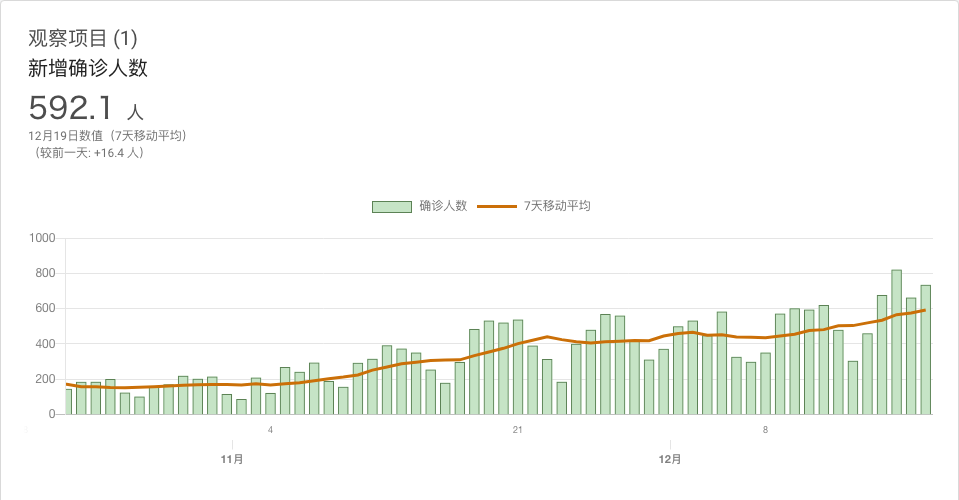 观察项目 (1)
新增确诊人数
592.1 人
12月19日数值（7天移动平均）
（较前一天: +16.4 人）
确诊人数 7天移动平均
1000
800
600
400
200
0
4 21 8
11月 12月